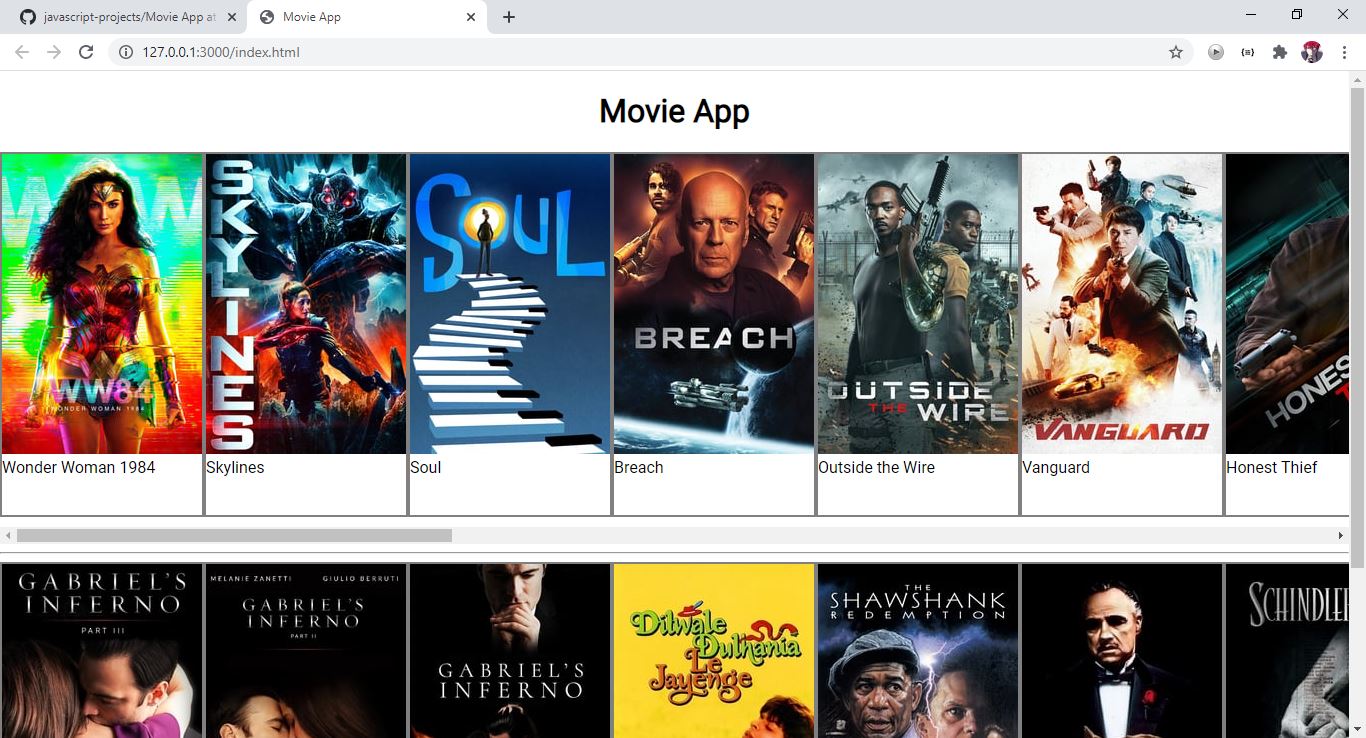 javascript-projects/Movie App at
Movie App
127.0.0.1:3000/index.html
Movie App
WW
WW84
WONDER WOMAN 1984
SKYLINES
SOUL
BREACH
OUTSIDE
THE WIRE
VANGUARD
HONES
T
Wonder Woman 1984
Skylines
Soul
Breach
Outside the Wire
Vanguard
Honest Thief
GABRIEL'S
INFERNO
PART III
MELANIE ZANETTI GIULIO BERRUTI
GABRIEL'S
INFERNO
PART II
GABRIEL'S
INFERNO
Dilwale
Dulhania
Le
Jayenge
THE
SHAWSHANK
REDEMPTION
SCHINDLE